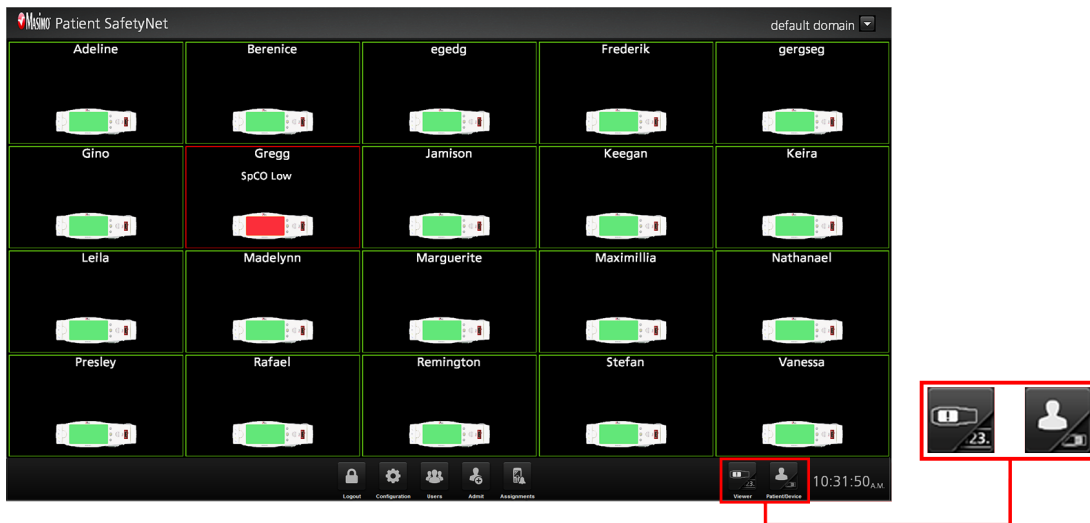 Masimo Patient SafetyNet
default domain
Adeline
Berenice
egedg
Frederik
gergseg
Gino
Gregg
SpCO Low
Jamison
Keegan
Keira
Leila
Madelynn
Marguerite
Maximillia
Nathanael
Presley
Rafael
Remington
Stefan
Vanessa
Logout
Configuration
Users
Admit
Assignments
23.
Viewer
Patient/Device
10:31:50A.M.
23.